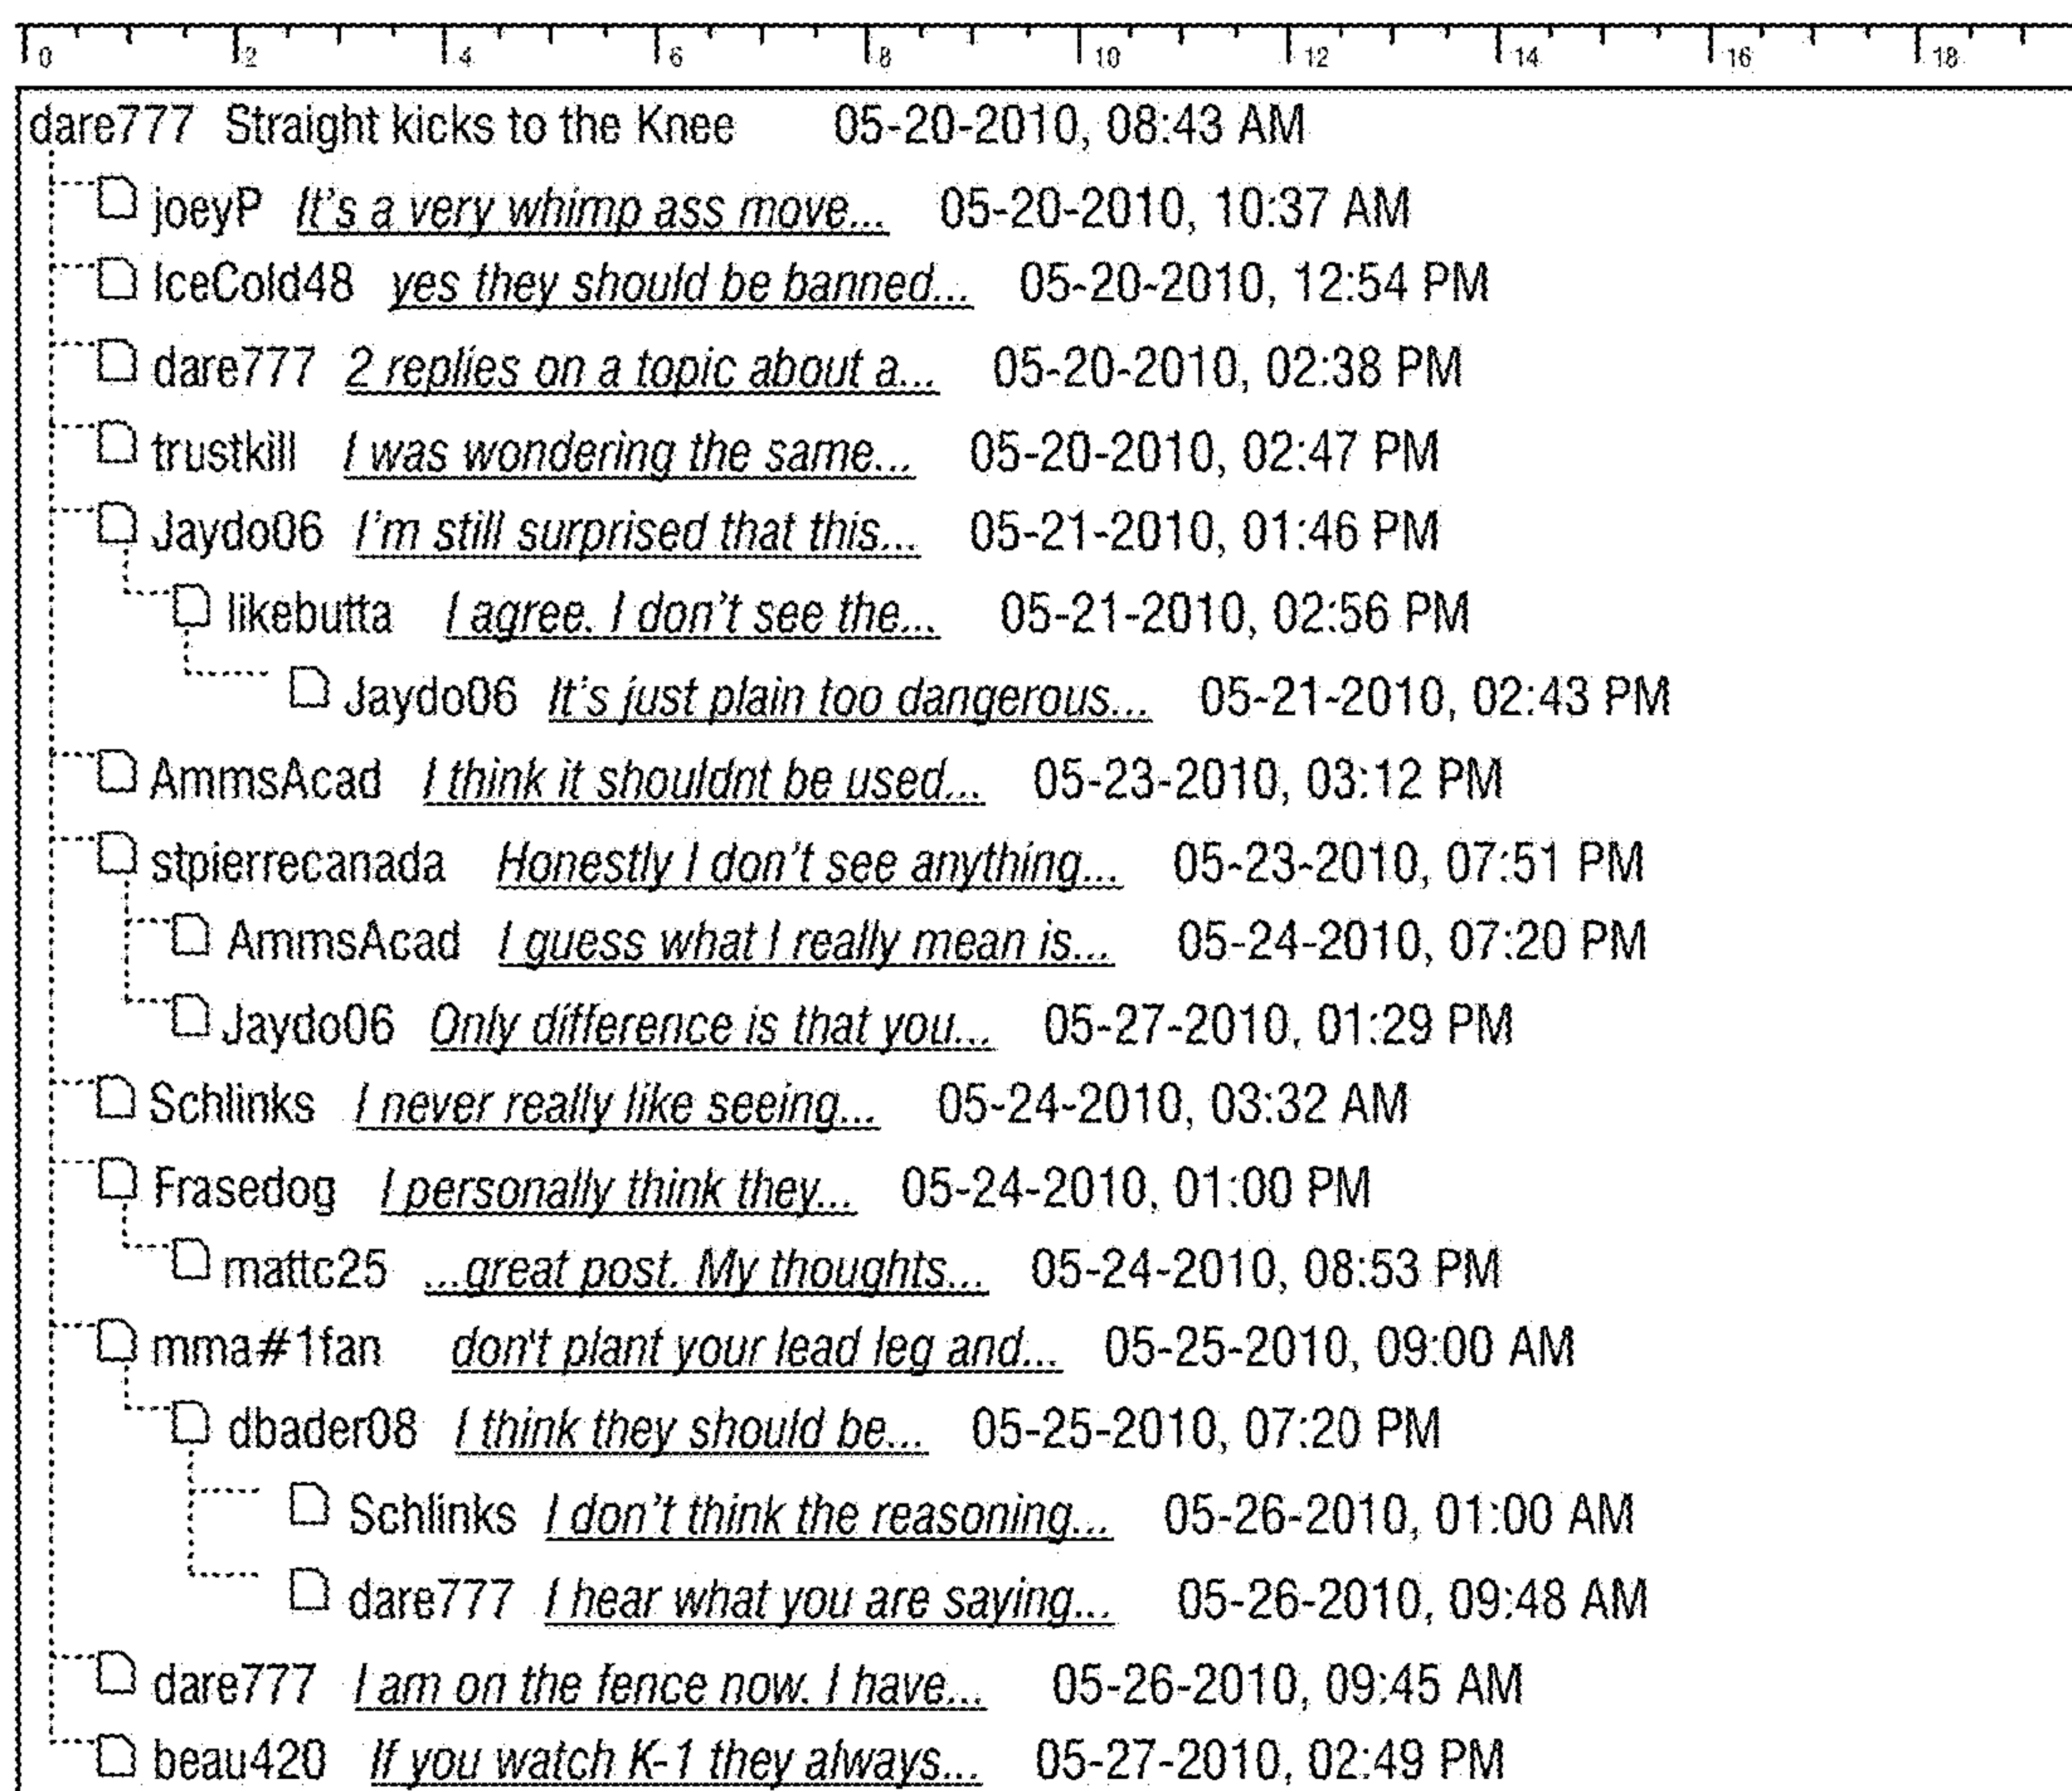 0 2 4 6 8 10 12 14 16 18
dare777 Straight kicks to the Knee 05-20-2010, 08:43 AM
joeyP It's a very whimp ass move... 05-20-2010, 10:37 AM
IceCold48 yes they should be banned... 05-20-2010, 12:54 PM
dare777 2 replies on a topic about a... 05-20-2010, 02:38 PM
trustkill I was wondering the same... 05-20-2010, 02:47 PM
Jaydo06 I'm still surprised that this... 05-21-2010, 01:46 PM
likebutta I agree. I don't see the... 05-21-2010, 02:56 PM
Jaydo06 It's just plain too dangerous... 05-21-2010, 02:43 PM
AmmsAcad I think it shouldnt be used... 05-23-2010, 03:12 PM
stpierrecanada Honestly I don't see anything... 05-23-2010, 07:51 PM
AmmsAcad I guess what I really mean is... 05-24-2010, 07:20 PM
Jaydo06 Only difference is that you... 05-27-2010, 01:29 PM
Schlinks I never really like seeing... 05-24-2010, 03:32 AM
Frasedog I personally think they... 05-24-2010, 01:00 PM
mattc25 ...great post. My thoughts... 05-24-2010, 08:53 PM
mma#1fan don't plant your lead leg and... 05-25-2010, 09:00 AM
dbader08 I think they should be... 05-25-2010, 07:20 PM
Schlinks I don't think the reasoning... 05-26-2010, 01:00 AM
dare777 I hear what you are saying... 05-26-2010, 09:48 AM
dare777 I am on the fence now. I have... 05-26-2010, 09:45 AM
beau420 If you watch K-1 they always... 05-27-2010, 02:49 PM